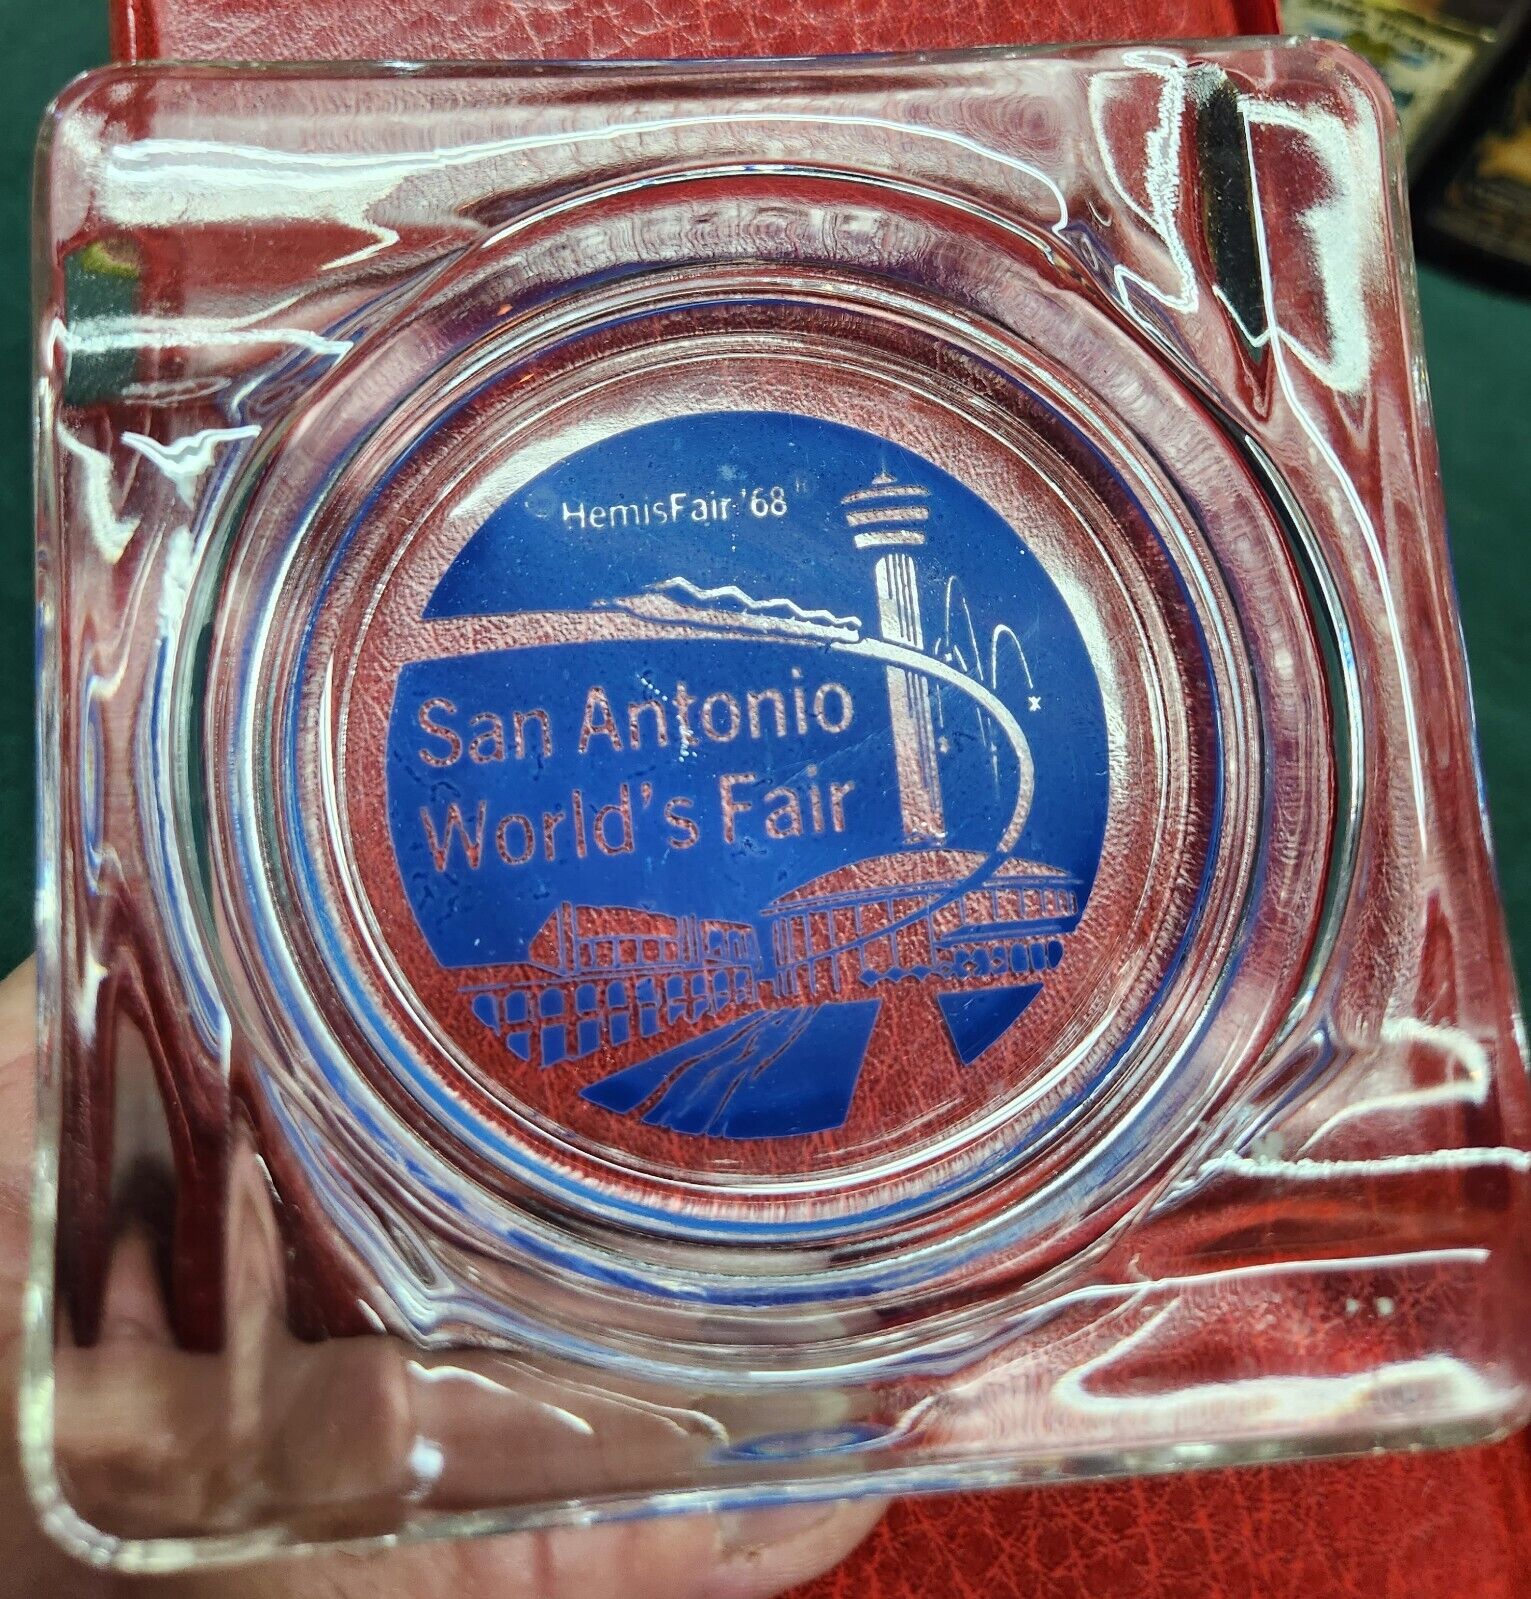 HemisFair '68
San Antonio
World's Fair